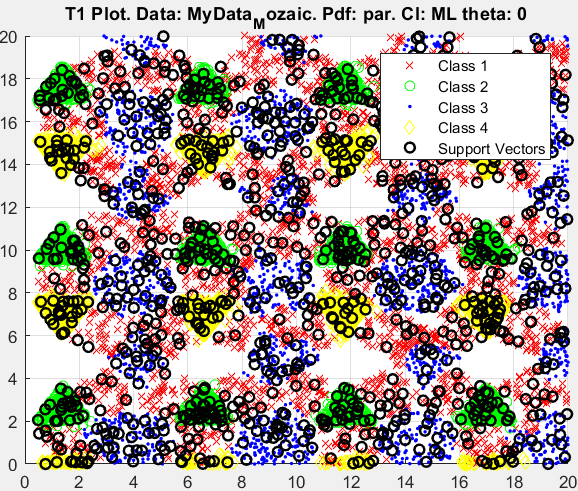 T1 Plot. Data: MyData_Mozaic. Pdf: par. Cl: ML theta: 0
20
18
16
14
12
10
8
6
4
2
0
Class 1
Class 2
Class 3
Class 4
Support Vectors
0 2 4 6 8 10 12 14 16 18 20